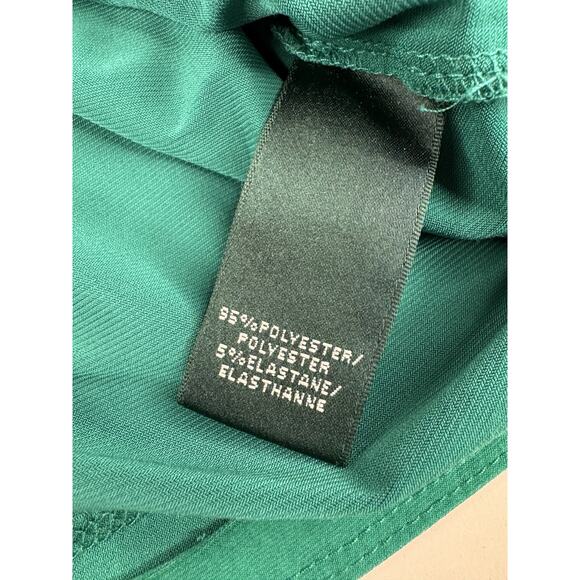 95%POLYESTER/
POLYESTER
5%ELASTANE/
ELASTHANNE